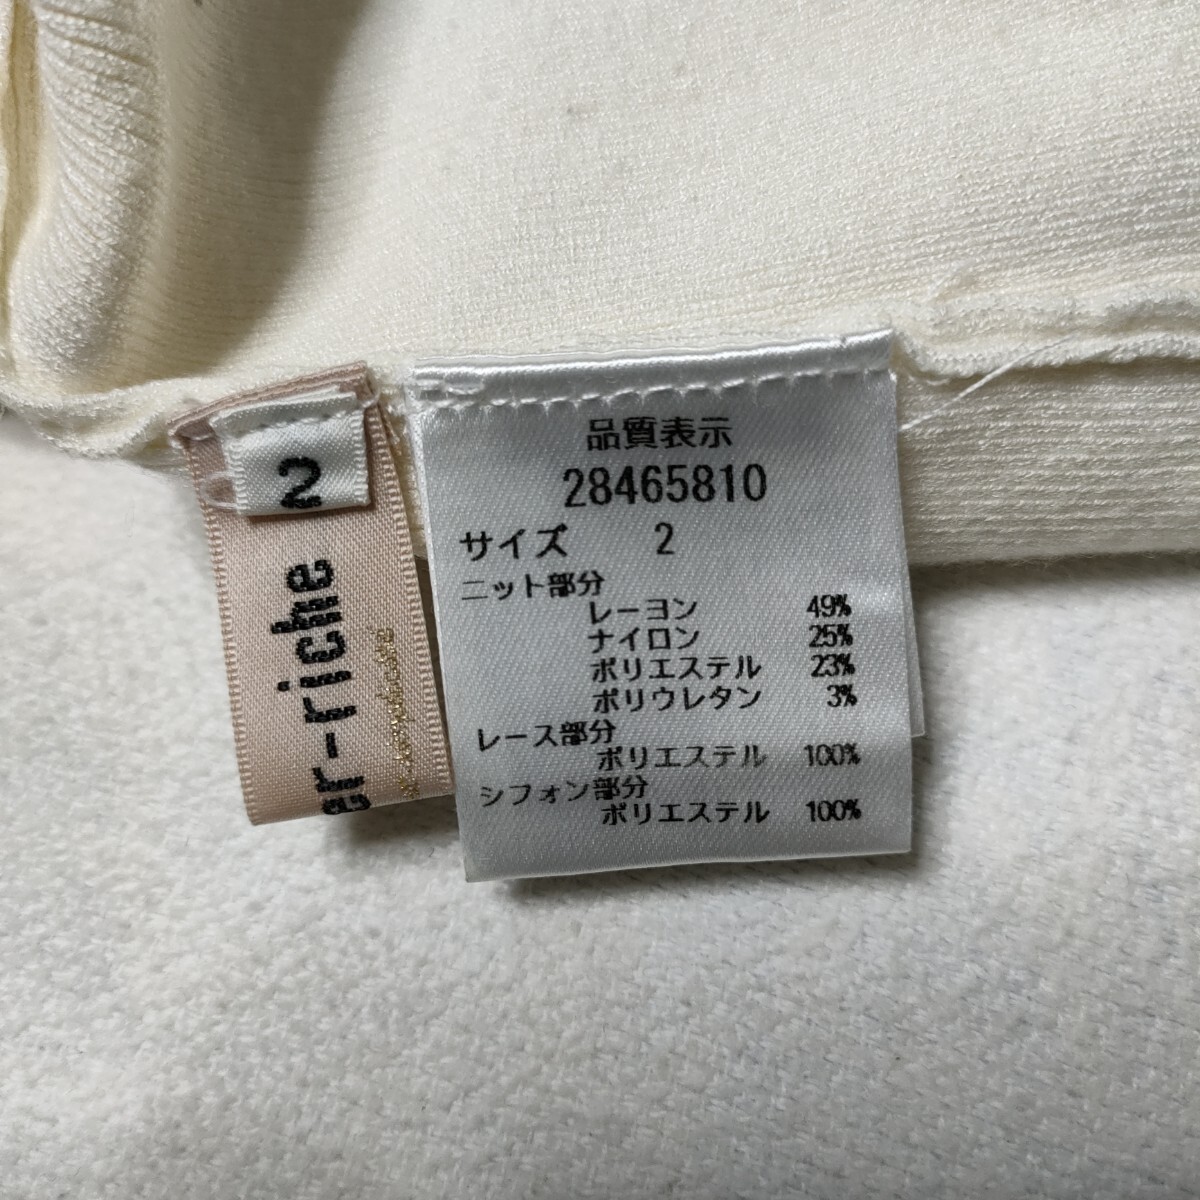 2
er-riche
品質表示
28465810
サイズ 2
ニット部分
レーヨン 49%
ナイロン 25%
ポリエステル 23%
ポリウレタン 3%
レース部分
ポリエステル 100%
シフォン部分
ポリエステル 100%